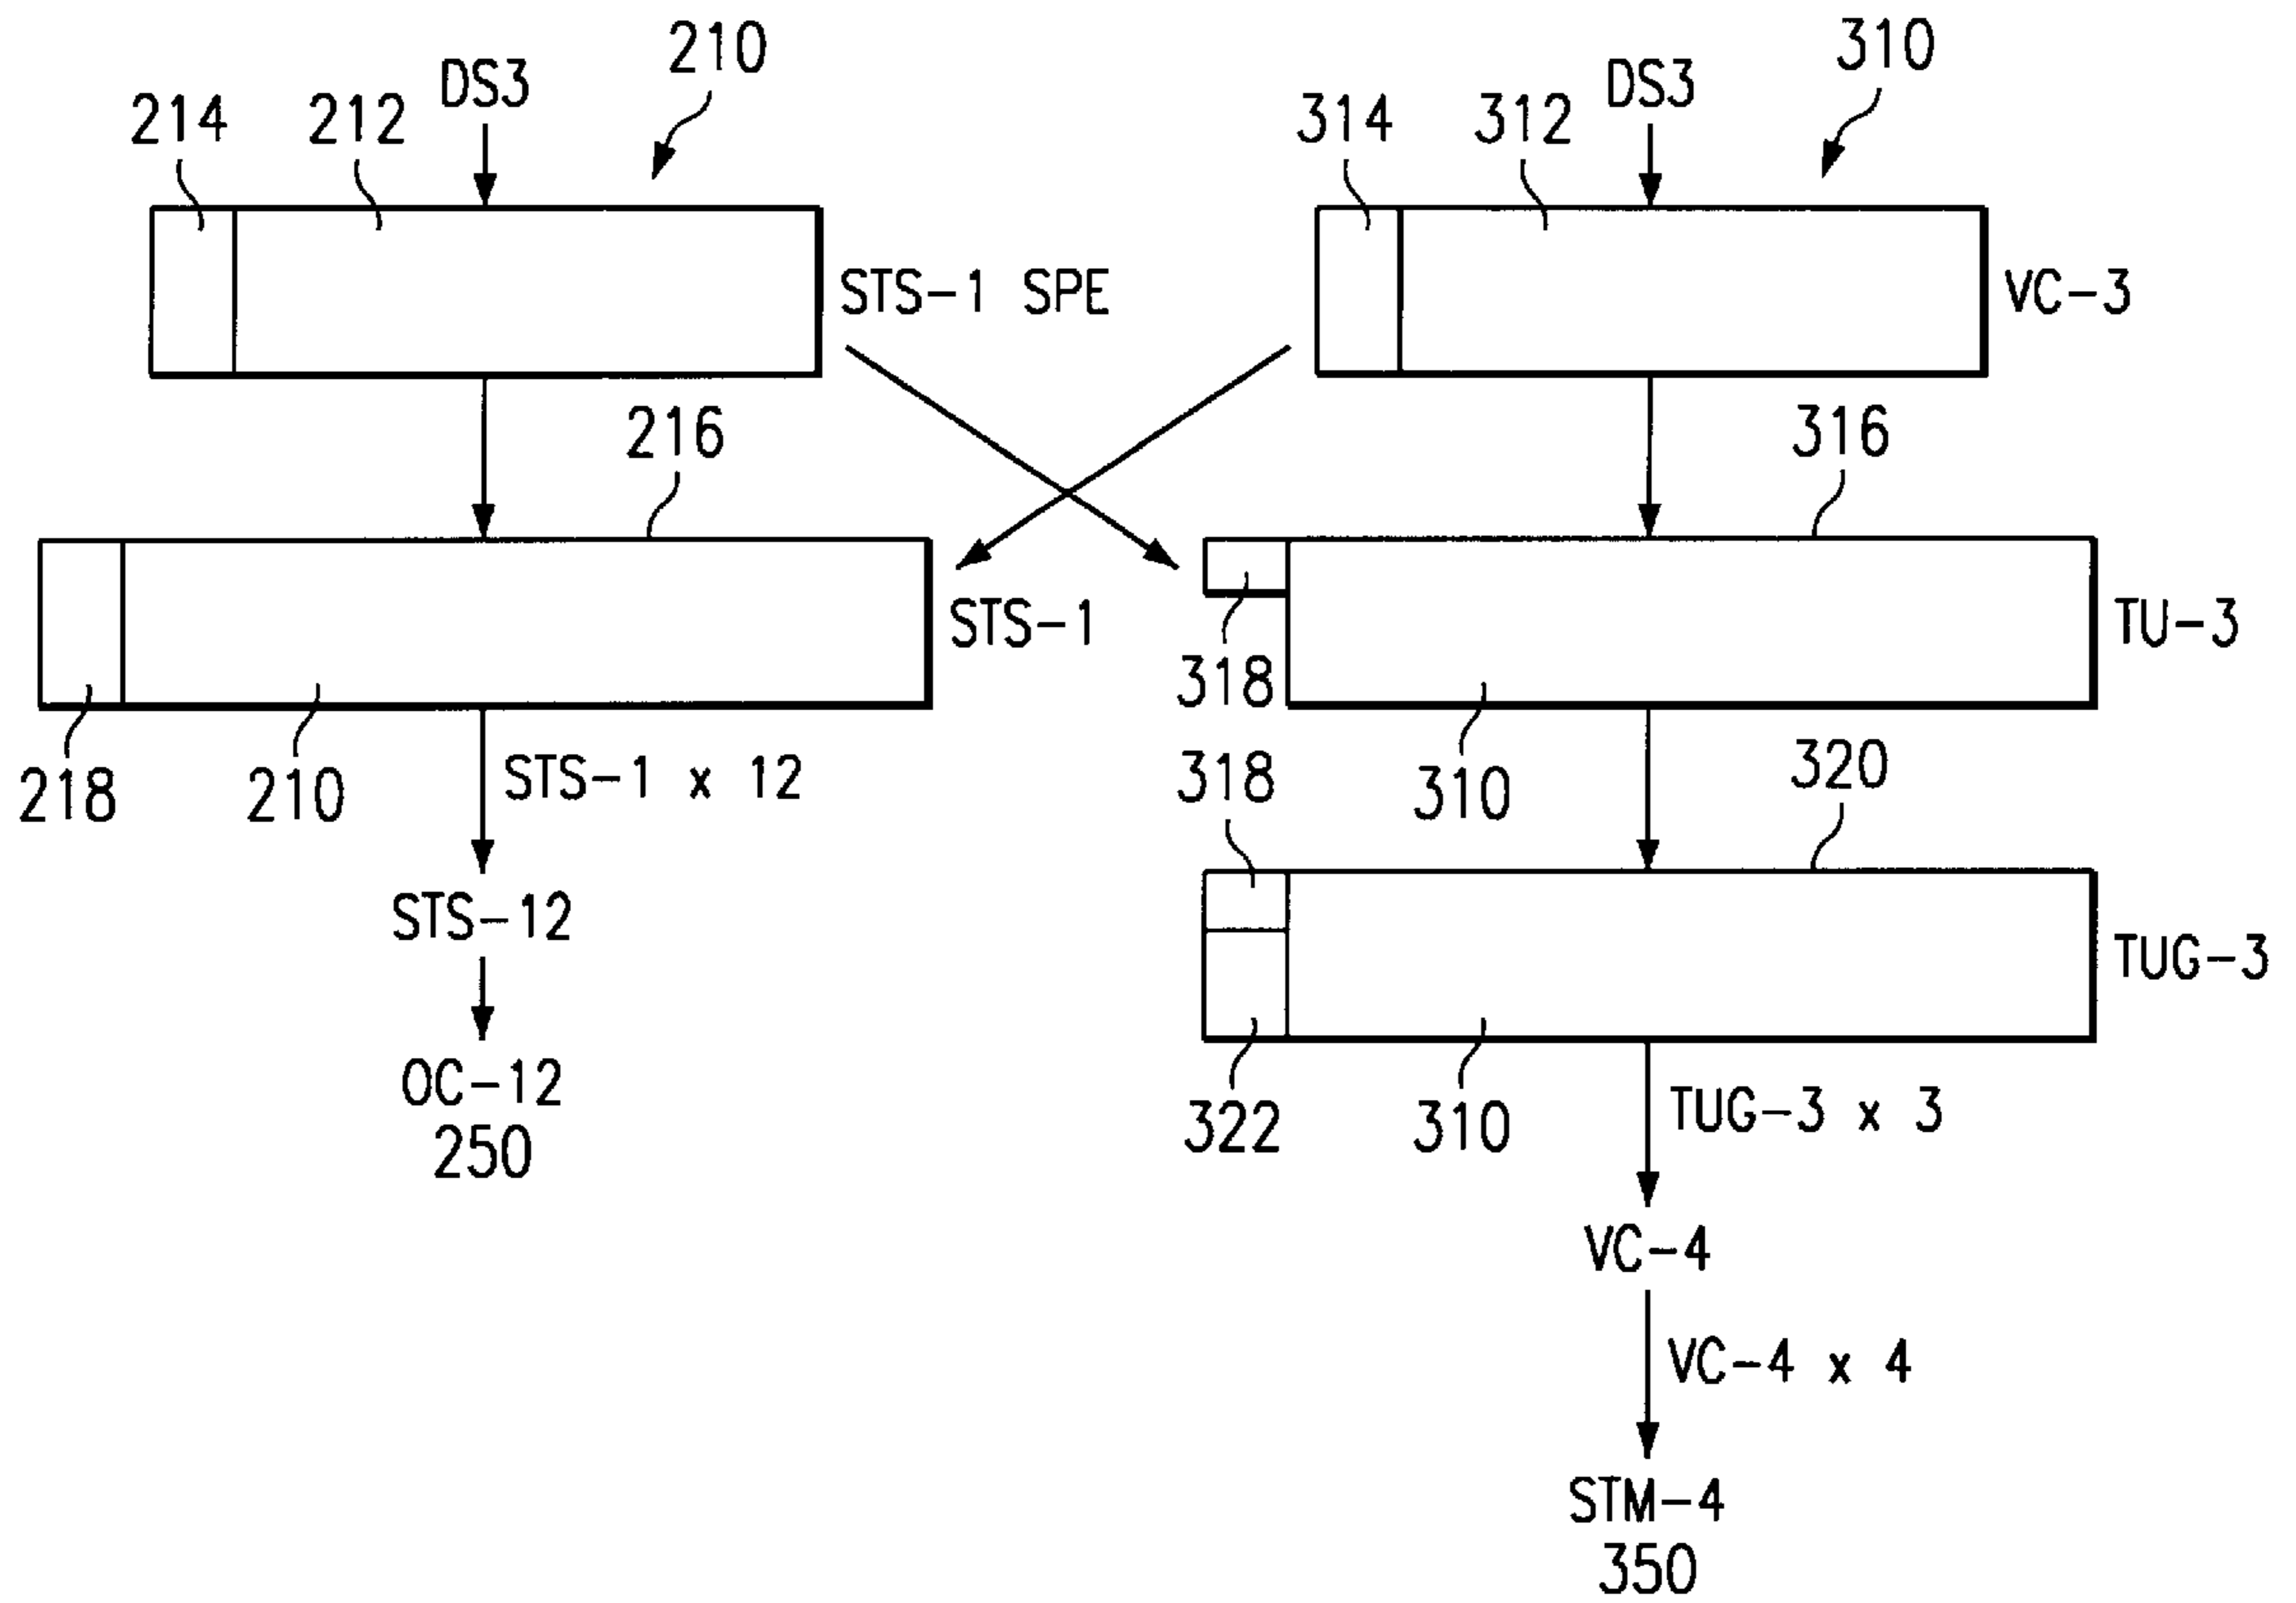 210
310
DS3
DS3
214
212
314
312
STS-1 SPE
VC-3
216
316
STS-1
TU-3
318
218
210
STS-1 x 12
318
310
320
STS-12
TUG-3
OC-12
250
322
310
TUG-3 x 3
VC-4
VC-4 x 4
STM-4
350